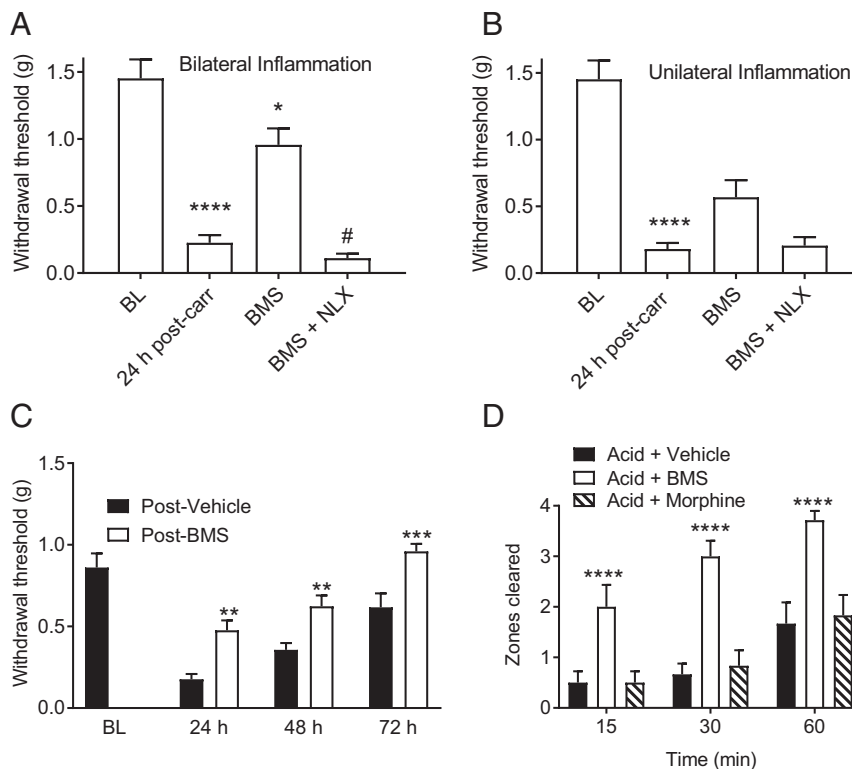 A
Withdrawal threshold (g)
1.5
1.0
0.5
0.0
Bilateral Inflammation
****
*
#
BL
24 h post-carr
BMS
BMS + NLX
B
Withdrawal threshold (g)
1.5
1.0
0.5
0.0
Unilateral Inflammation
****
BL
24 h post-carr
BMS
BMS + NLX
C
Withdrawal threshold (g)
1.5
1.0
0.5
0.0
Post-Vehicle
Post-BMS
**
**
***
BL
24 h
48 h
72 h
D
Acid + Vehicle
Acid + BMS
Acid + Morphine
Zones cleared
4
3
2
1
0
****
****
****
15
30
60
Time (min)